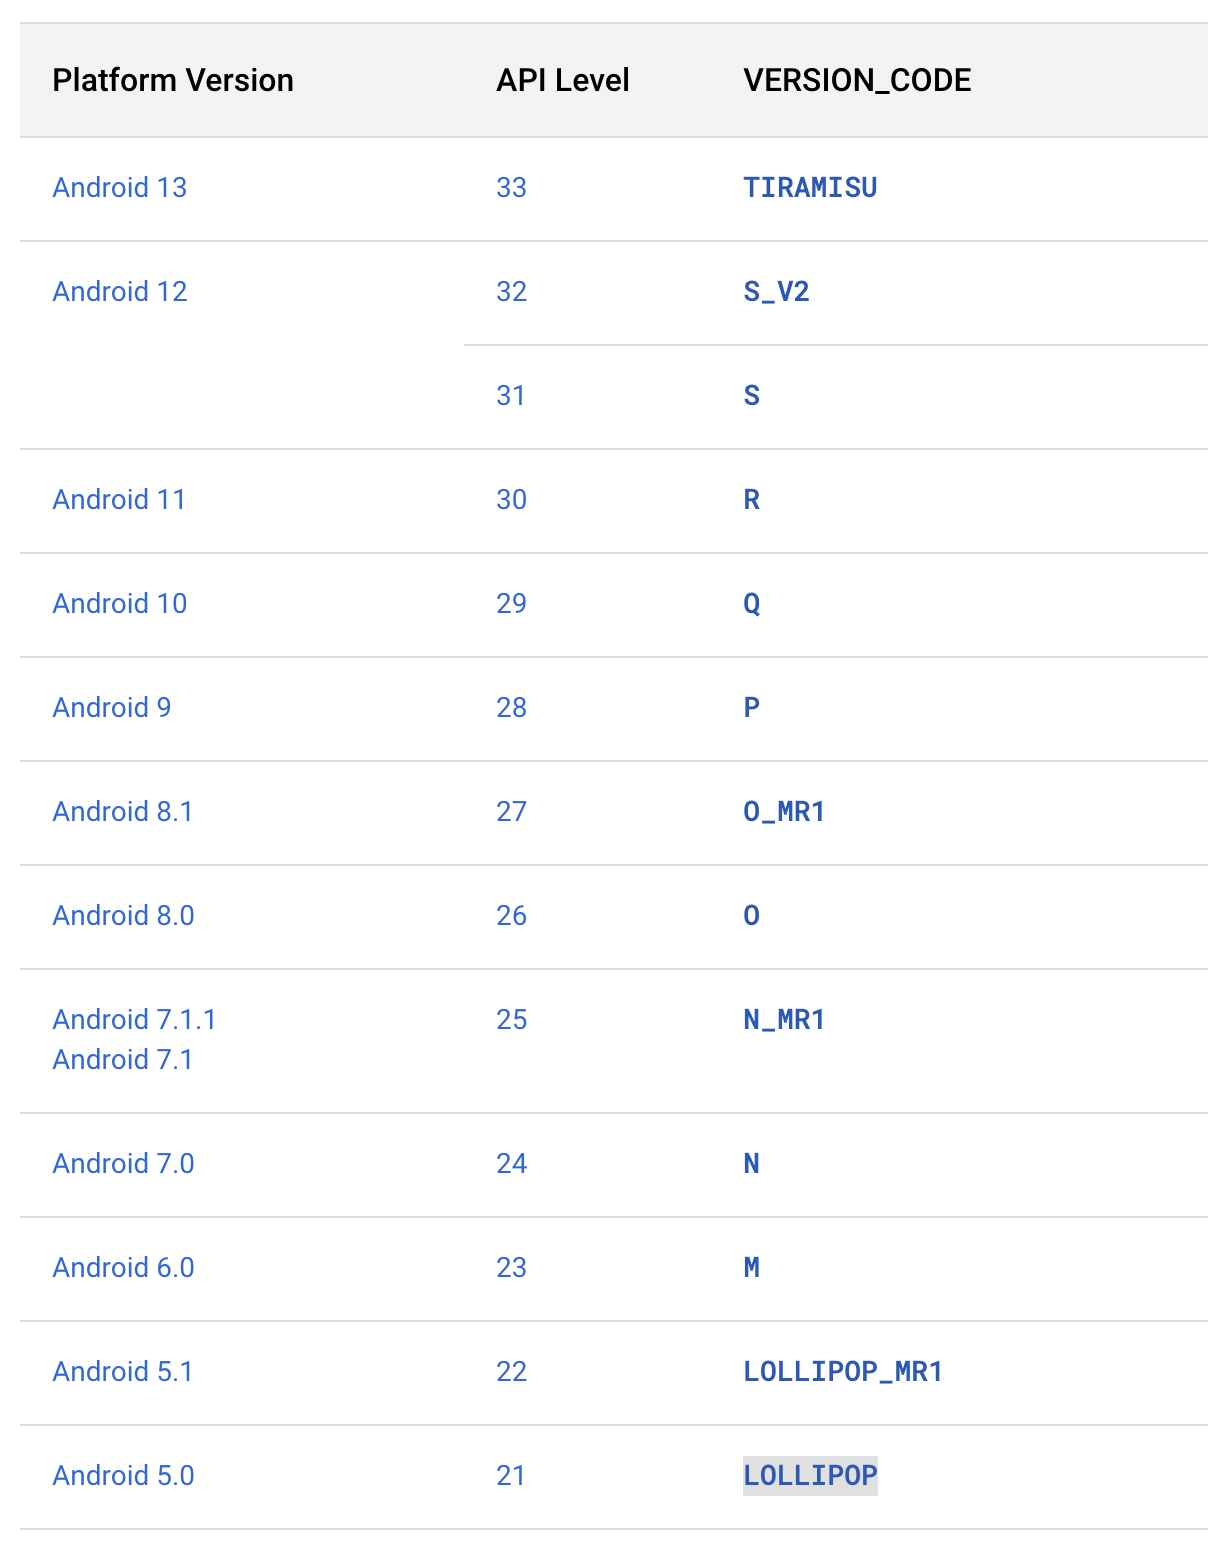 Platform Version API Level VERSION_CODE
Android 13 33 TIRAMISU
Android 12 32 S_V2
31 S
Android 11 30 R
Android 10 29 Q
Android 9 28 P
Android 8.1 27 O_MR1
Android 8.0 26 O
Android 7.1.1 25 N_MR1
Android 7.1
Android 7.0 24 N
Android 6.0 23 M
Android 5.1 22 LOLLIPOP_MR1
Android 5.0 21 LOLLIPOP